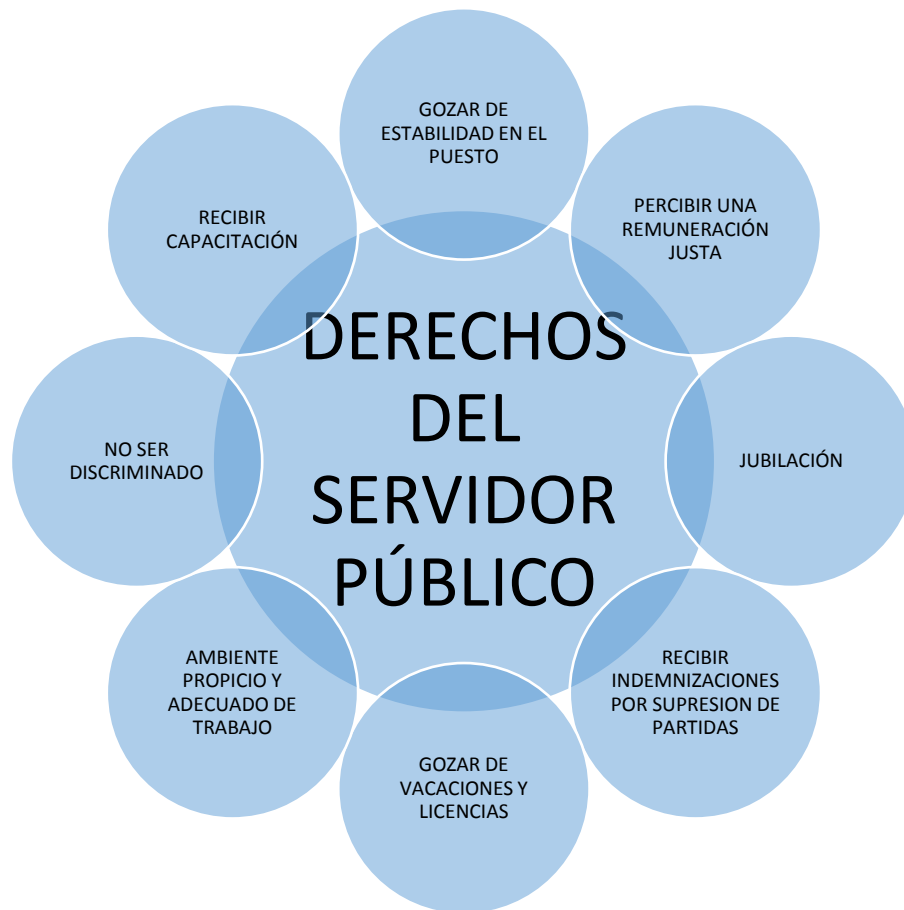 GOZAR DE
ESTABILIDAD EN EL
PUESTO
PERCIBIR UNA
REMUNERACIÓN
JUSTA
JUBILACIÓN
RECIBIR
INDEMNIZACIONES
POR SUPRESION DE
PARTIDAS
GOZAR DE
VACACIONES Y
LICENCIAS
AMBIENTE
PROPICIO Y
ADECUADO DE
TRABAJO
NO SER
DISCRIMINADO
RECIBIR
CAPACITACIÓN
DERECHOS
DEL
SERVIDOR
PÚBLICO